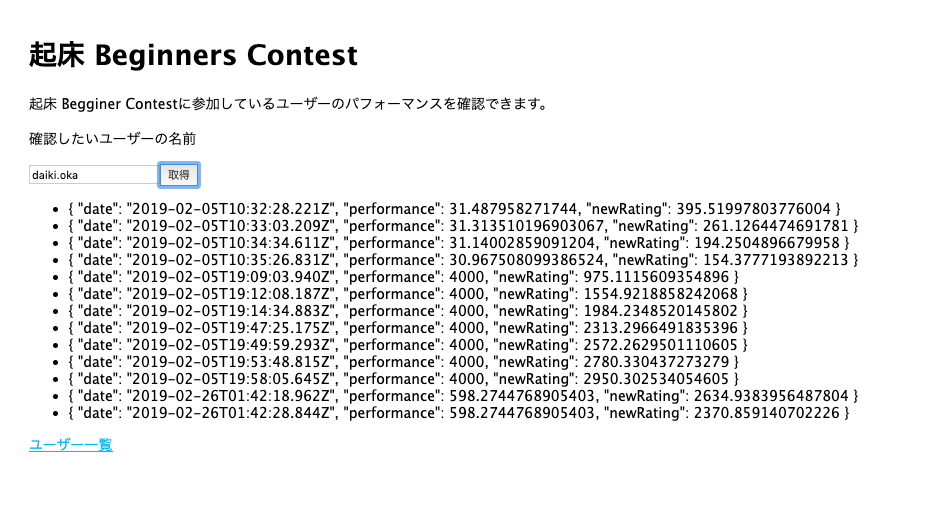 起床 Beginners Contest
起床 Begginer Contestに参加しているユーザーのパフォーマンスを確認できます。
確認したいユーザーの名前
daiki.oka 取得
• { "date": "2019-02-05T10:32:28.221Z", "performance": 31.487958271744, "newRating": 395.51997803776004 }
• { "date": "2019-02-05T10:33:03.209Z", "performance": 31.313510196903067, "newRating": 261.1264474691781 }
• { "date": "2019-02-05T10:34:34.611Z", "performance": 31.14002859091204, "newRating": 194.2504896679958 }
• { "date": "2019-02-05T10:35:26.831Z", "performance": 30.967508099386524, "newRating": 154.3777193892213 }
• { "date": "2019-02-05T19:09:03.940Z", "performance": 4000, "newRating": 975.1115609354896 }
• { "date": "2019-02-05T19:12:08.187Z", "performance": 4000, "newRating": 1554.9218858242068 }
• { "date": "2019-02-05T19:14:34.883Z", "performance": 4000, "newRating": 1984.2348520145802 }
• { "date": "2019-02-05T19:47:25.175Z", "performance": 4000, "newRating": 2313.2966491835396 }
• { "date": "2019-02-05T19:49:59.293Z", "performance": 4000, "newRating": 2572.2629501110605 }
• { "date": "2019-02-05T19:53:48.815Z", "performance": 4000, "newRating": 2780.330437273279 }
• { "date": "2019-02-05T19:58:05.645Z", "performance": 4000, "newRating": 2950.302534054605 }
• { "date": "2019-02-26T01:42:18.962Z", "performance": 598.2744768905403, "newRating": 2634.9383956487804 }
• { "date": "2019-02-26T01:42:28.844Z", "performance": 598.2744768905403, "newRating": 2370.859140702226 }
ユーザー一覧